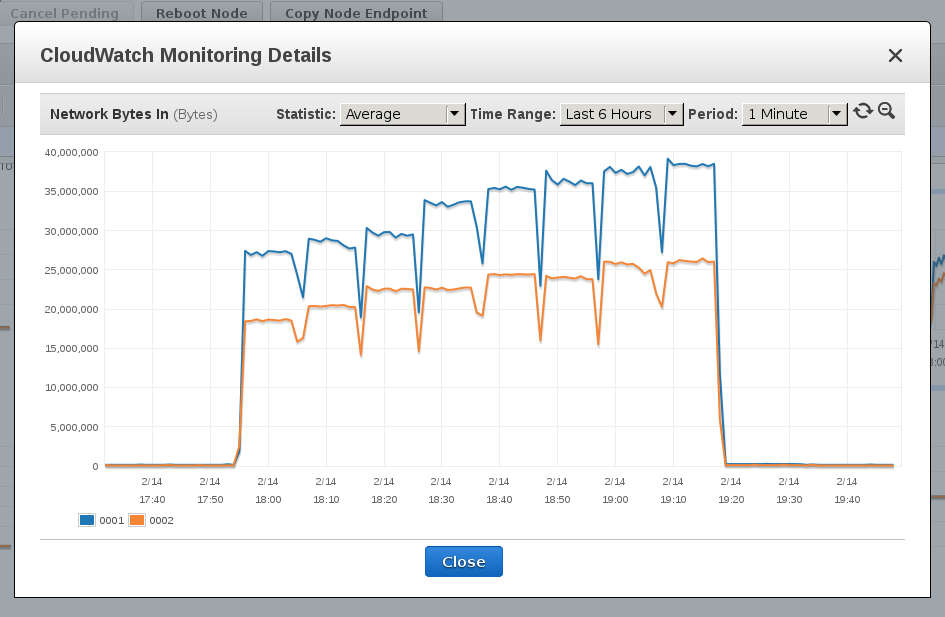 Cancel Pending Reboot Node Copy Node Endpoint
CloudWatch Monitoring Details
Network Bytes In (Bytes) Statistic: Average Time Range: Last 6 Hours Period: 1 Minute
40,000,000
35,000,000
30,000,000
25,000,000
20,000,000
15,000,000
10,000,000
5,000,000
0
2/14 2/14 2/14 2/14 2/14 2/14 2/14 2/14 2/14 2/14 2/14 2/14 2/14
17:40 17:50 18:00 18:10 18:20 18:30 18:40 18:50 19:00 19:10 19:20 19:30 19:40
0001 0002
Close